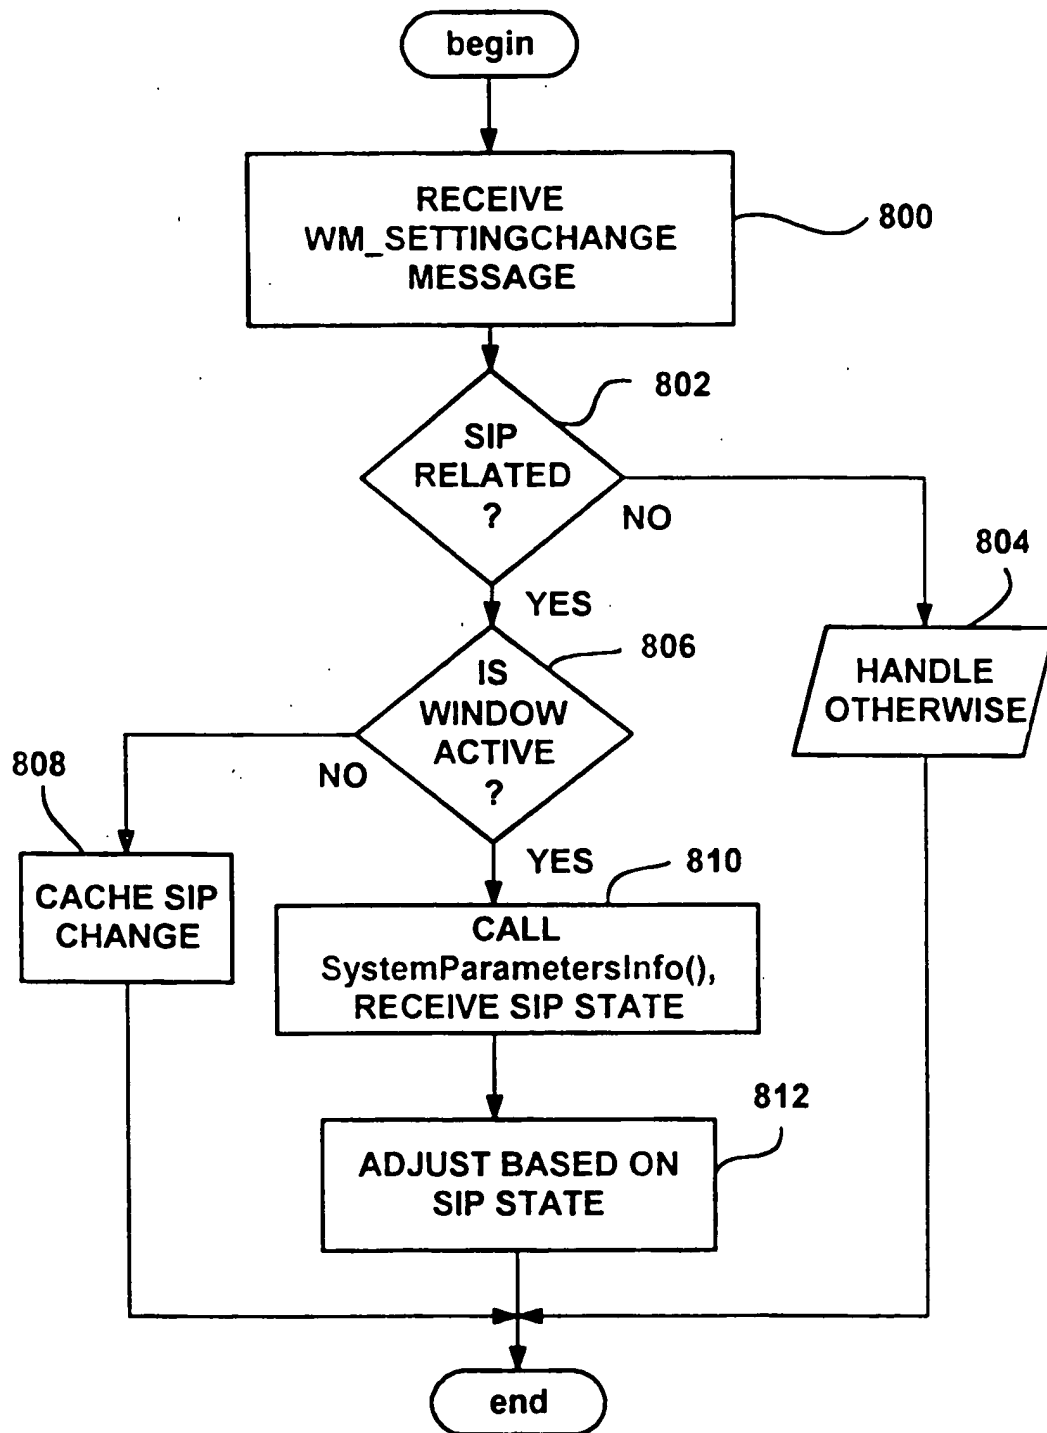 begin
RECEIVE
WM_SETTINGCHANGE
MESSAGE
800
802
SIP
RELATED
?
NO
804
YES
HANDLE
OTHERWISE
806
IS
WINDOW
ACTIVE
?
NO
808
YES
810
CACHE SIP
CHANGE
CALL
SystemParametersInfo(),
RECEIVE SIP STATE
812
ADJUST BASED ON
SIP STATE
end